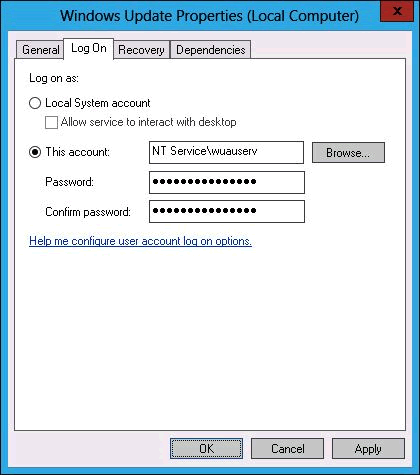 Windows Update Properties (Local Computer)
x
General Log On Recovery Dependencies
Log on as:
Local System account
Allow service to interact with desktop
This account: NT Service\wuauserv Browse...
Password: ●●●●●●●●●●●●●●●
Confirm password: ●●●●●●●●●●●●●●●
Help me configure user account log on options.
OK Cancel Apply